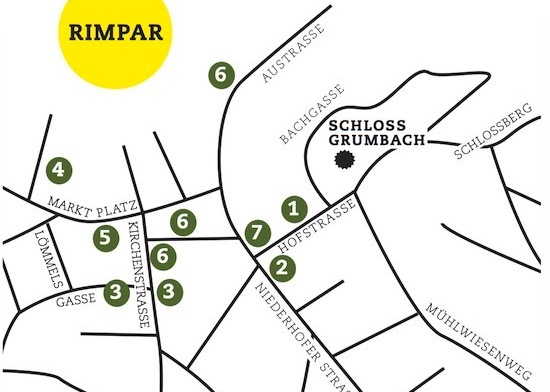 RIMPAR
AUSTRASSE
6
BACHGASSE
SCHLOSS
GRUMBACH
SCHLOSSBERG
4
MARKT PLATZ
1
6
HOFSTRASSE
7
5
KIRCHENSTRASSE
6
2
LÖMMELS
GASSE
3
3
NIEDERHOFER STRAS
MÜHLWIESENWEG